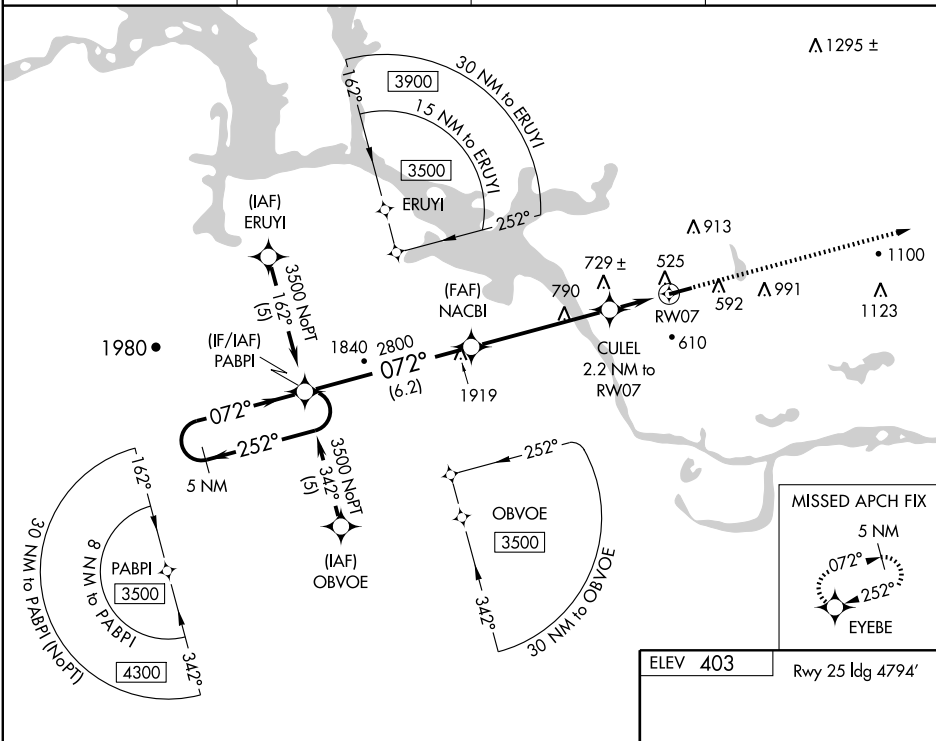 1295 ±
30 NM to ERUYI
3900
162°
15 NM to ERUYI
3500
ERUYI
252°
(IAF)
ERUYI
3500 NoPT
162°
(5)
913
1100
729 ±
525
790
592
991
1123
RW07
610
(FAF)
NACBI
CULEL
2.2 NM to
RW07
1980
(IF/IAF)
PABPI
1840
2800
072°
(6.2)
1919
072°
252°
5 NM
3500 NoPT
342°
(5)
(IAF)
OBVOE
252°
OBVOE
3500
342°
30 NM to OBVOE
162°
30 NM to PABPI (NoPT)
8 NM to PABPI
PABPI
3500
4300
342°
MISSED APCH FIX
5 NM
072°
252°
EYEBE
ELEV 403
Rwy 25 ldg 4794'